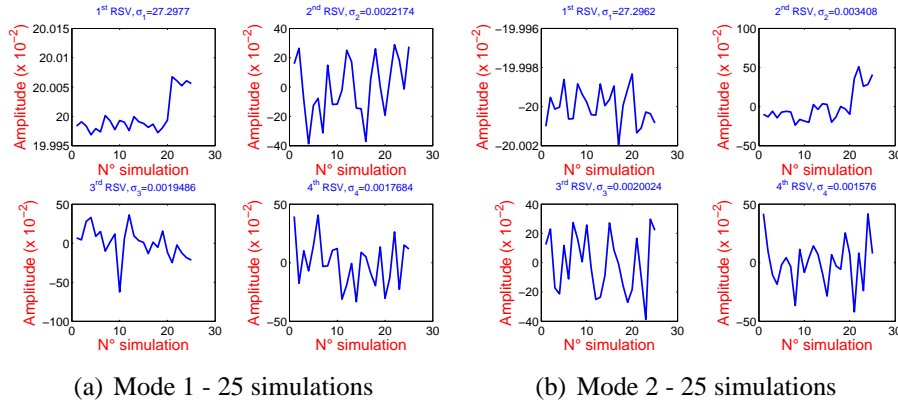 1st RSV, σ1=27.2977
20.015
20.01
20.005
20
19.995
0 10 20 30
Amplitude (x 10−2)
N° simulation
2nd RSV, σ2=0.0022174
40
20
0
−20
−40
0 10 20 30
Amplitude (x 10−2)
N° simulation
3rd RSV, σ3=0.0019486
50
0
−50
−100
0 10 20 30
Amplitude (x 10−2)
N° simulation
4th RSV, σ4=0.0017684
50
0
−50
0 10 20 30
Amplitude (x 10−2)
N° simulation
(a) Mode 1 - 25 simulations
1st RSV, σ1=27.2962
−19.996
−19.998
−20
−20.002
0 10 20 30
Amplitude (x 10−2)
N° simulation
2nd RSV, σ2=0.003408
100
50
0
−50
0 10 20 30
Amplitude (x 10−2)
N° simulation
3rd RSV, σ3=0.0020024
40
20
0
−20
−40
0 10 20 30
Amplitude (x 10−2)
N° simulation
4th RSV, σ4=0.001576
50
0
−50
0 10 20 30
Amplitude (x 10−2)
N° simulation
(b) Mode 2 - 25 simulations